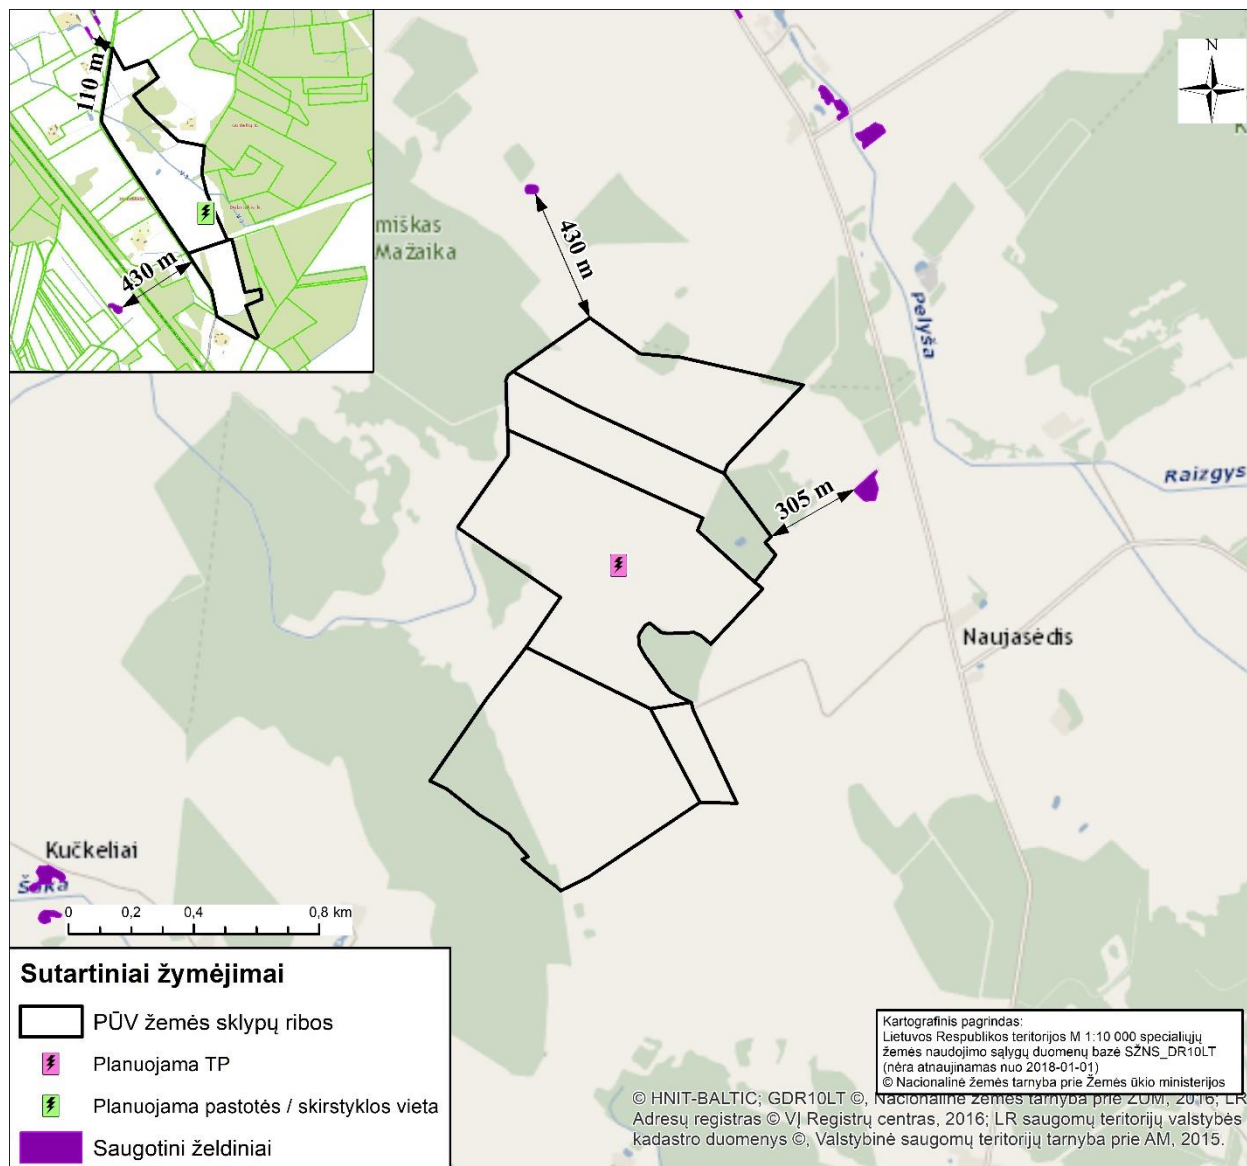 110 m
430 m
N
miškas
Mažaika
430 m
Pelyša
Raizgys
305 m
Naujasėdis
Kučkeliai
Šaka
0 0,2 0,4 0,8 km
Sutartiniai žymėjimai
PŪV žemės sklypų ribos
Planuojama TP
Planuojama pastotės / skirstyklos vieta
Saugotini želdiniai
Kartografinis pagrindas:
Lietuvos Respublikos teritorijos M 1:10 000 specialiųjų
žemės naudojimo sąlygų duomenų bazė SŽNS_DR10LT
(nėra atnaujinamas nuo 2018-01-01)
© Nacionalinė žemės tarnyba prie Žemės ūkio ministerijos
© HNIT-BALTIC; GDR10LT ©, Nacionalinė žemės tarnyba prie ŽŪM, 2016; LR
Adresų registras © VĮ Registrų centras, 2016; LR saugomų teritorijų valstybės
kadastro duomenys ©, Valstybinė saugomų teritorijų tarnyba prie AM, 2015.